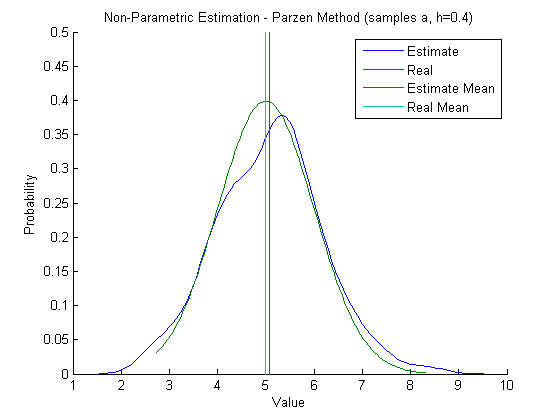 Non-Parametric Estimation - Parzen Method (samples a, h=0.4)
Estimate
Real
Estimate Mean
Real Mean
0.5
0.45
0.4
0.35
0.3
0.25
0.2
0.15
0.1
0.05
0
Probability
1 2 3 4 5 6 7 8 9 10
Value